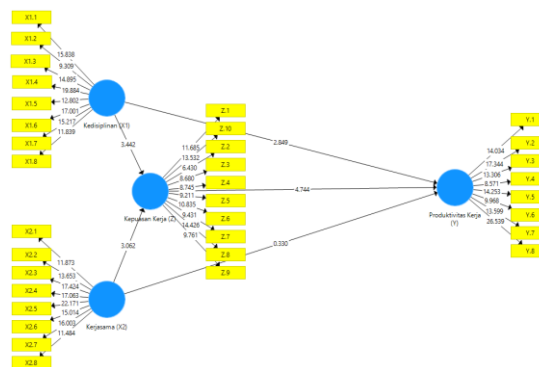 X1.1
X1.2
X1.3
X1.4
X1.5
X1.6
X1.7
X1.8
15.838
9.309
14.895
19.884
12.802
17.001
15.217
11.839
Kedisiplinan (X1)
3.442
Z.1
Z.10
Z.2
Z.3
Z.4
Z.5
Z.6
Z.7
Z.8
Z.9
11.665
13.532
6.430
8.680
8.745
9.211
10.835
9.431
14.426
9.761
Kepuasan Kerja (Z)
2.849
4.744
0.330
3.062
X2.1
X2.2
X2.3
X2.4
X2.5
X2.6
X2.7
X2.8
11.873
13.653
17.424
17.063
22.171
15.014
16.003
11.484
Kerjasama (X2)
Y.1
Y.2
Y.3
Y.4
Y.5
Y.6
Y.7
Y.8
14.034
17.344
13.306
8.571
14.253
9.968
13.599
26.539
Produktivitas Kerja
(Y)